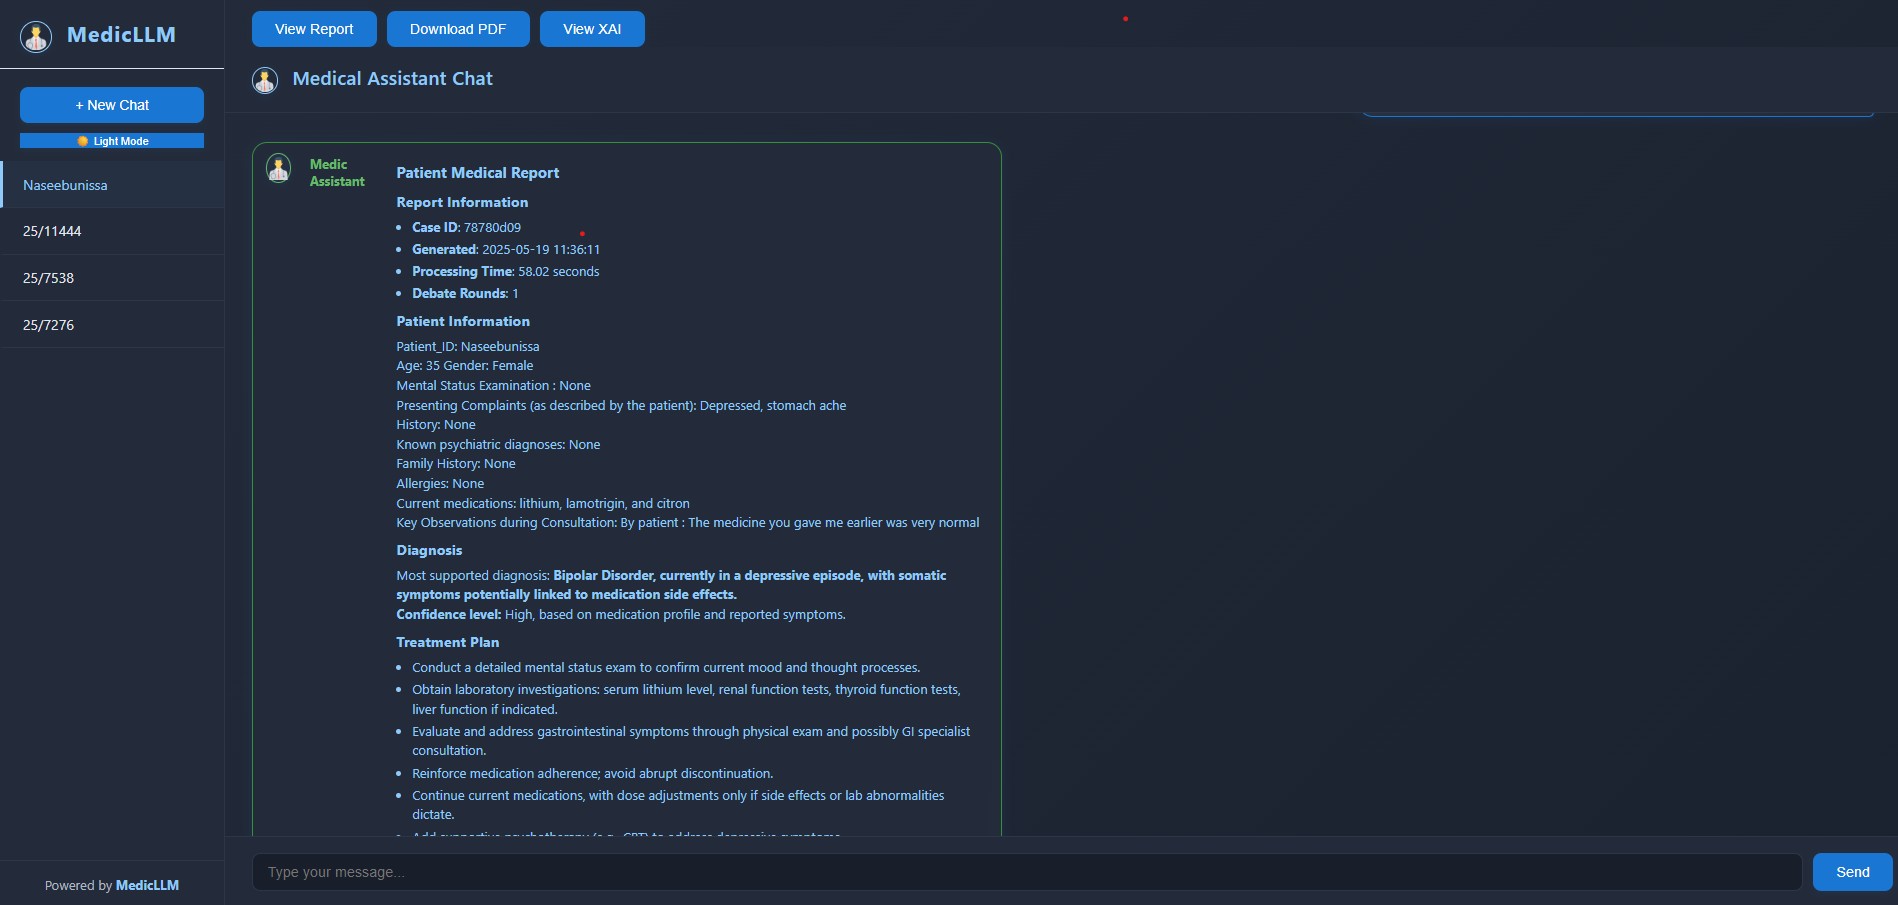 MedicLLM
+ New Chat
Light Mode
Naseebunissa
25/11444
25/7538
25/7276
Powered by MedicLLM
View Report
Download PDF
View XAI
Medical Assistant Chat
Medic
Assistant
Patient Medical Report
Report Information
• Case ID: 78780d09
• Generated: 2025-05-19 11:36:11
• Processing Time: 58.02 seconds
• Debate Rounds: 1
Patient Information
Patient_ID: Naseebunissa
Age: 35 Gender: Female
Mental Status Examination : None
Presenting Complaints (as described by the patient): Depressed, stomach ache
History: None
Known psychiatric diagnoses: None
Family History: None
Allergies: None
Current medications: lithium, lamotrigin, and citron
Key Observations during Consultation: By patient : The medicine you gave me earlier was very normal
Diagnosis
Most supported diagnosis: Bipolar Disorder, currently in a depressive episode, with somatic
symptoms potentially linked to medication side effects.
Confidence level: High, based on medication profile and reported symptoms.
Treatment Plan
• Conduct a detailed mental status exam to confirm current mood and thought processes.
• Obtain laboratory investigations: serum lithium level, renal function tests, thyroid function tests,
liver function if indicated.
• Evaluate and address gastrointestinal symptoms through physical exam and possibly GI specialist
consultation.
• Reinforce medication adherence; avoid abrupt discontinuation.
• Continue current medications, with dose adjustments only if side effects or lab abnormalities
dictate.
• Add supportive psychotherapy (e.g., CBT) to address depressive symptoms.
Type your message...
Send